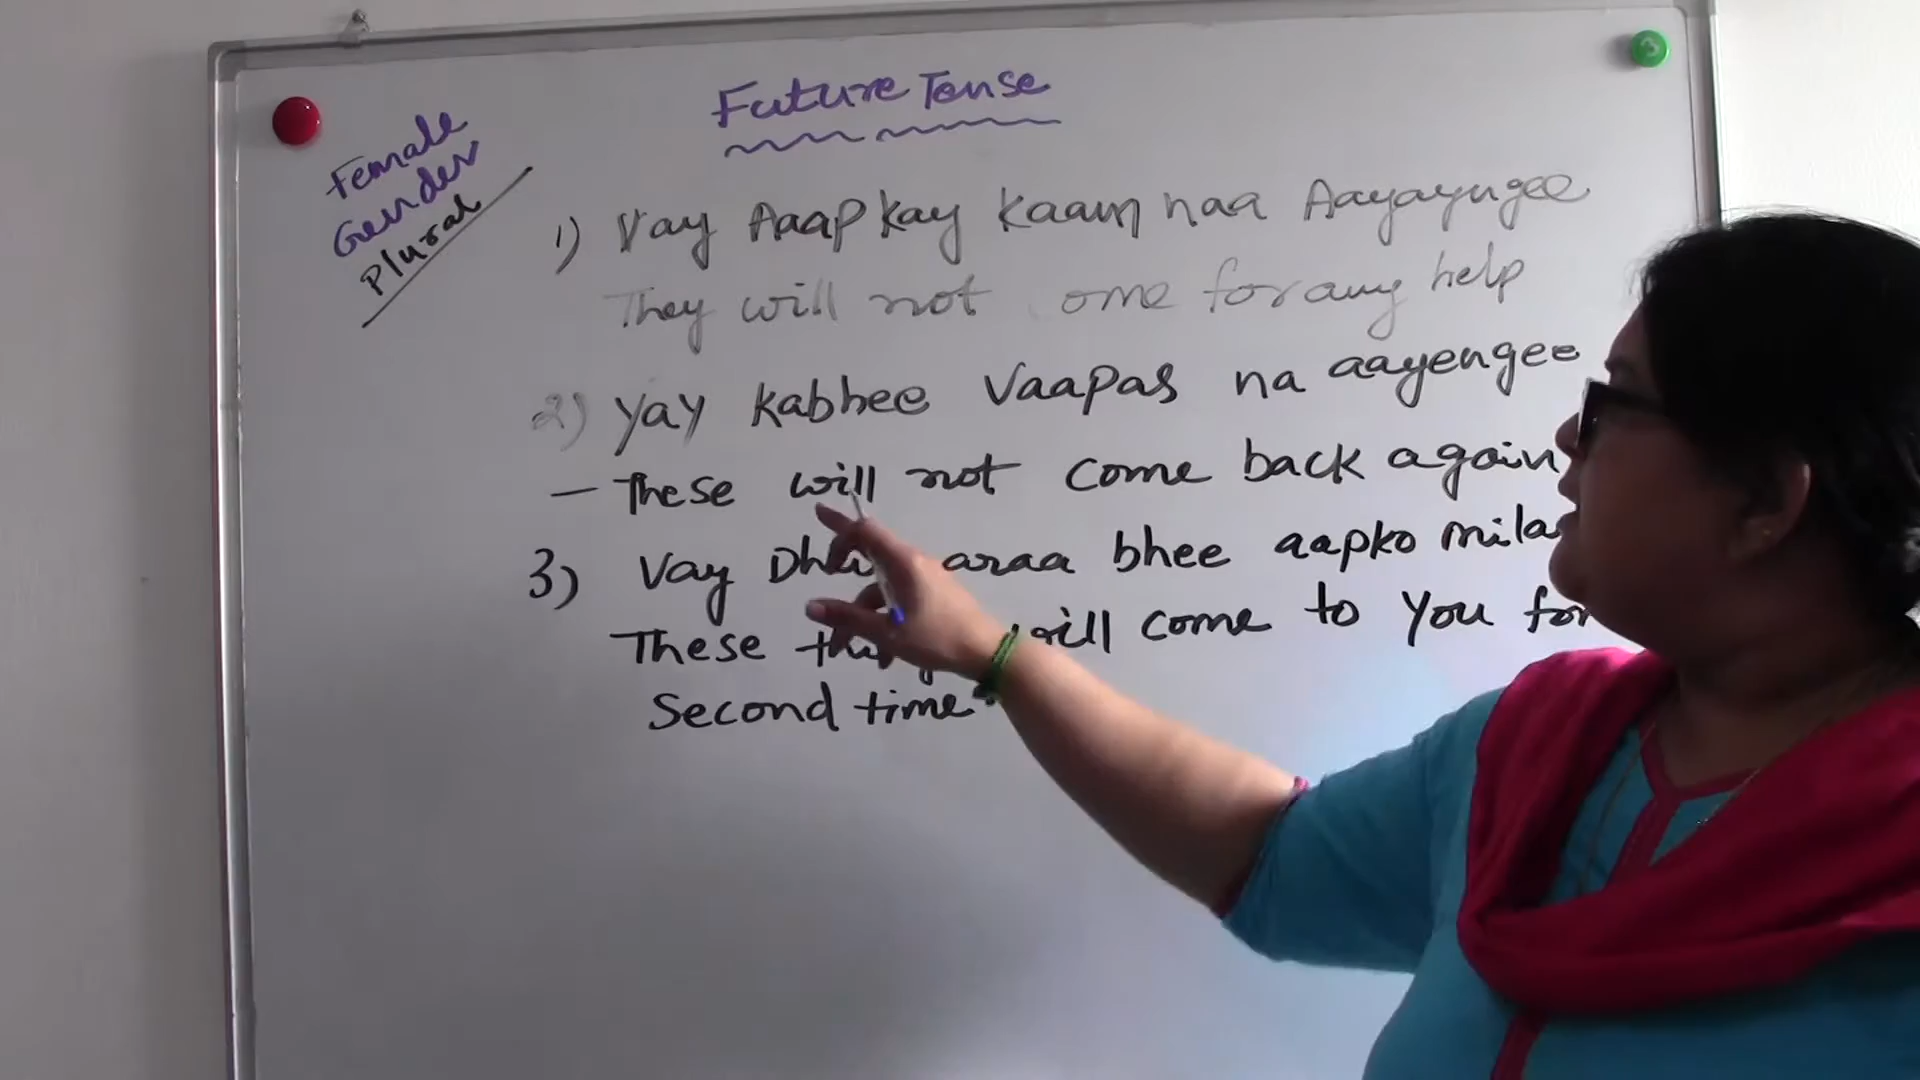 Future Tense
Female
Gender
Plural
1) Vay Aaap kay kaam naa Aayayngee
They will not ome for any help
2) yay kabhee vaapas na aayengee
- These will not come back again
3) Vay araa bhee aapko mila
These will come to you for
Second time
3